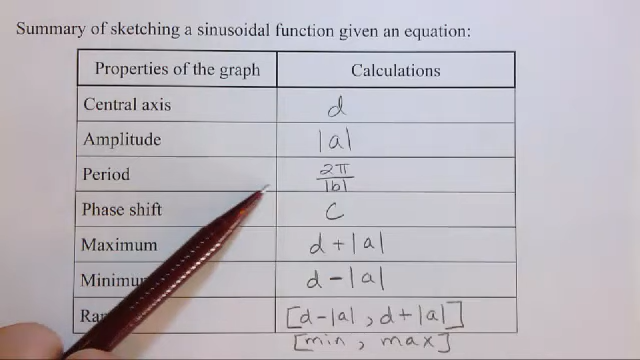 Summary of sketching a sinusoidal function given an equation:
Properties of the graph Calculations
Central axis d
Amplitude |a|
Period 2π/|b|
Phase shift c
Maximum d+|a|
Minimum d-|a|
[d-|a| , d+|a|]
[min , max]